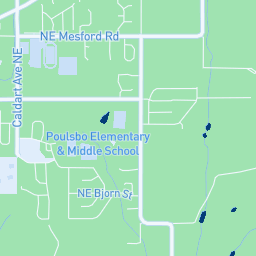 NE Mesford Rd
Caldart Ave NE
Poulsbo Elementary
& Middle School
NE Bjorn St